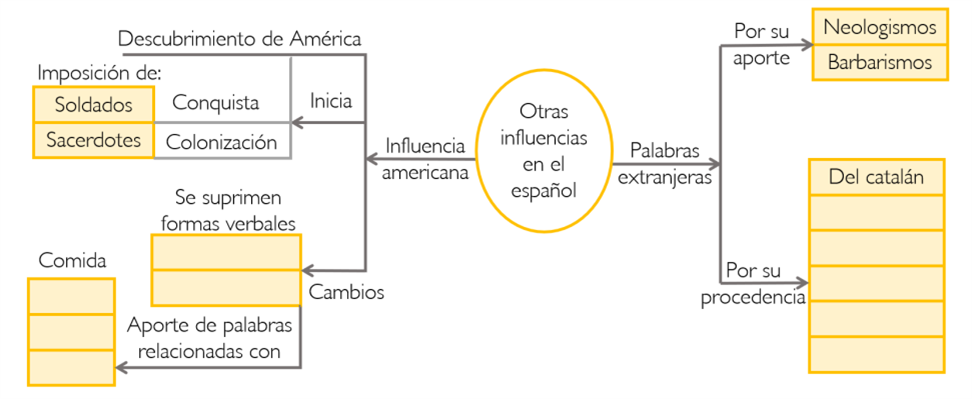 Descubrimiento de América
Imposición de:
Soldados
Conquista
Inicia
Sacerdotes
Colonización
Influencia
americana
Se suprimen
formas verbales
Cambios
Comida
Aporte de palabras
relacionadas con
Otras
influencias
en el
español
Palabras
extranjeras
Por su
aporte
Neologismos
Barbarismos
Por su
procedencia
Del catalán